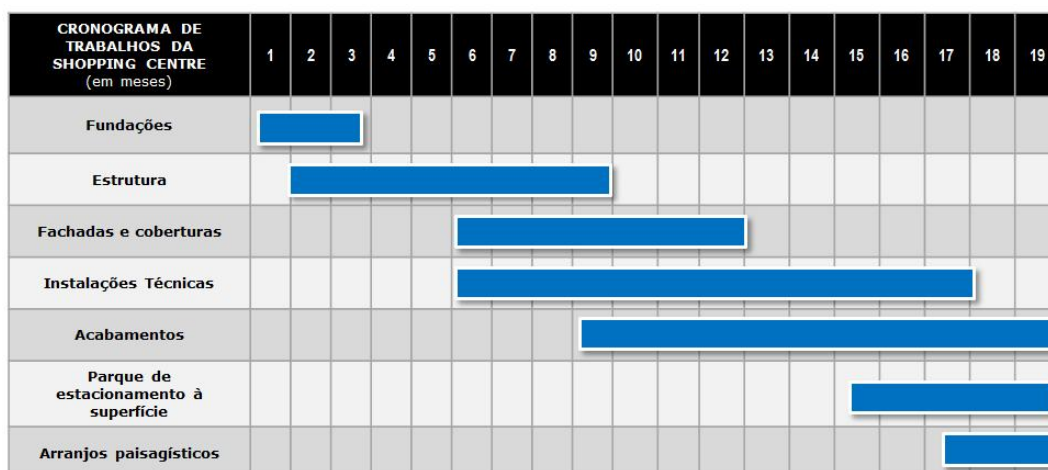 CRONOGRAMA DE
TRABALHOS DA
SHOPPING CENTRE
(em meses)
1 2 3 4 5 6 7 8 9 10 11 12 13 14 15 16 17 18 19
Fundações
Estrutura
Fachadas e coberturas
Instalações Técnicas
Acabamentos
Parque de
estacionamento à
superfície
Arranjos paisagísticos